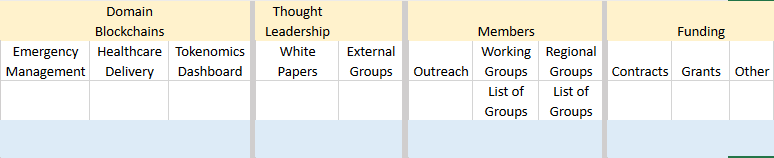 Domain Blockchains
Thought Leadership
Members
Funding
Emergency Management
Healthcare Delivery
Tokenomics Dashboard
White Papers
External Groups
Outreach
Working Groups
Regional Groups
Contracts
Grants
Other
List of Groups
List of Groups